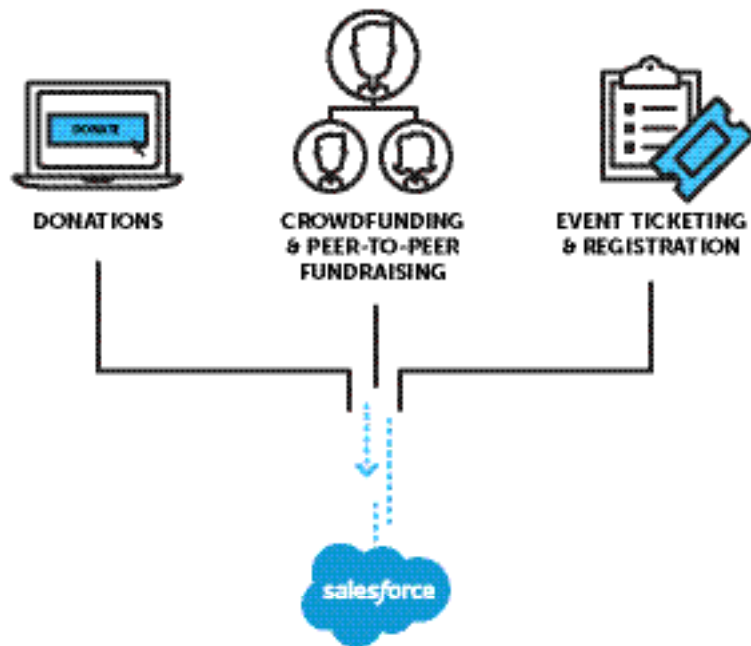 DONATE
DONATIONS
CROWDFUNDING
& PEER-TO-PEER
FUNDRAISING
EVENT TICKETING
& REGISTRATION
salesforce